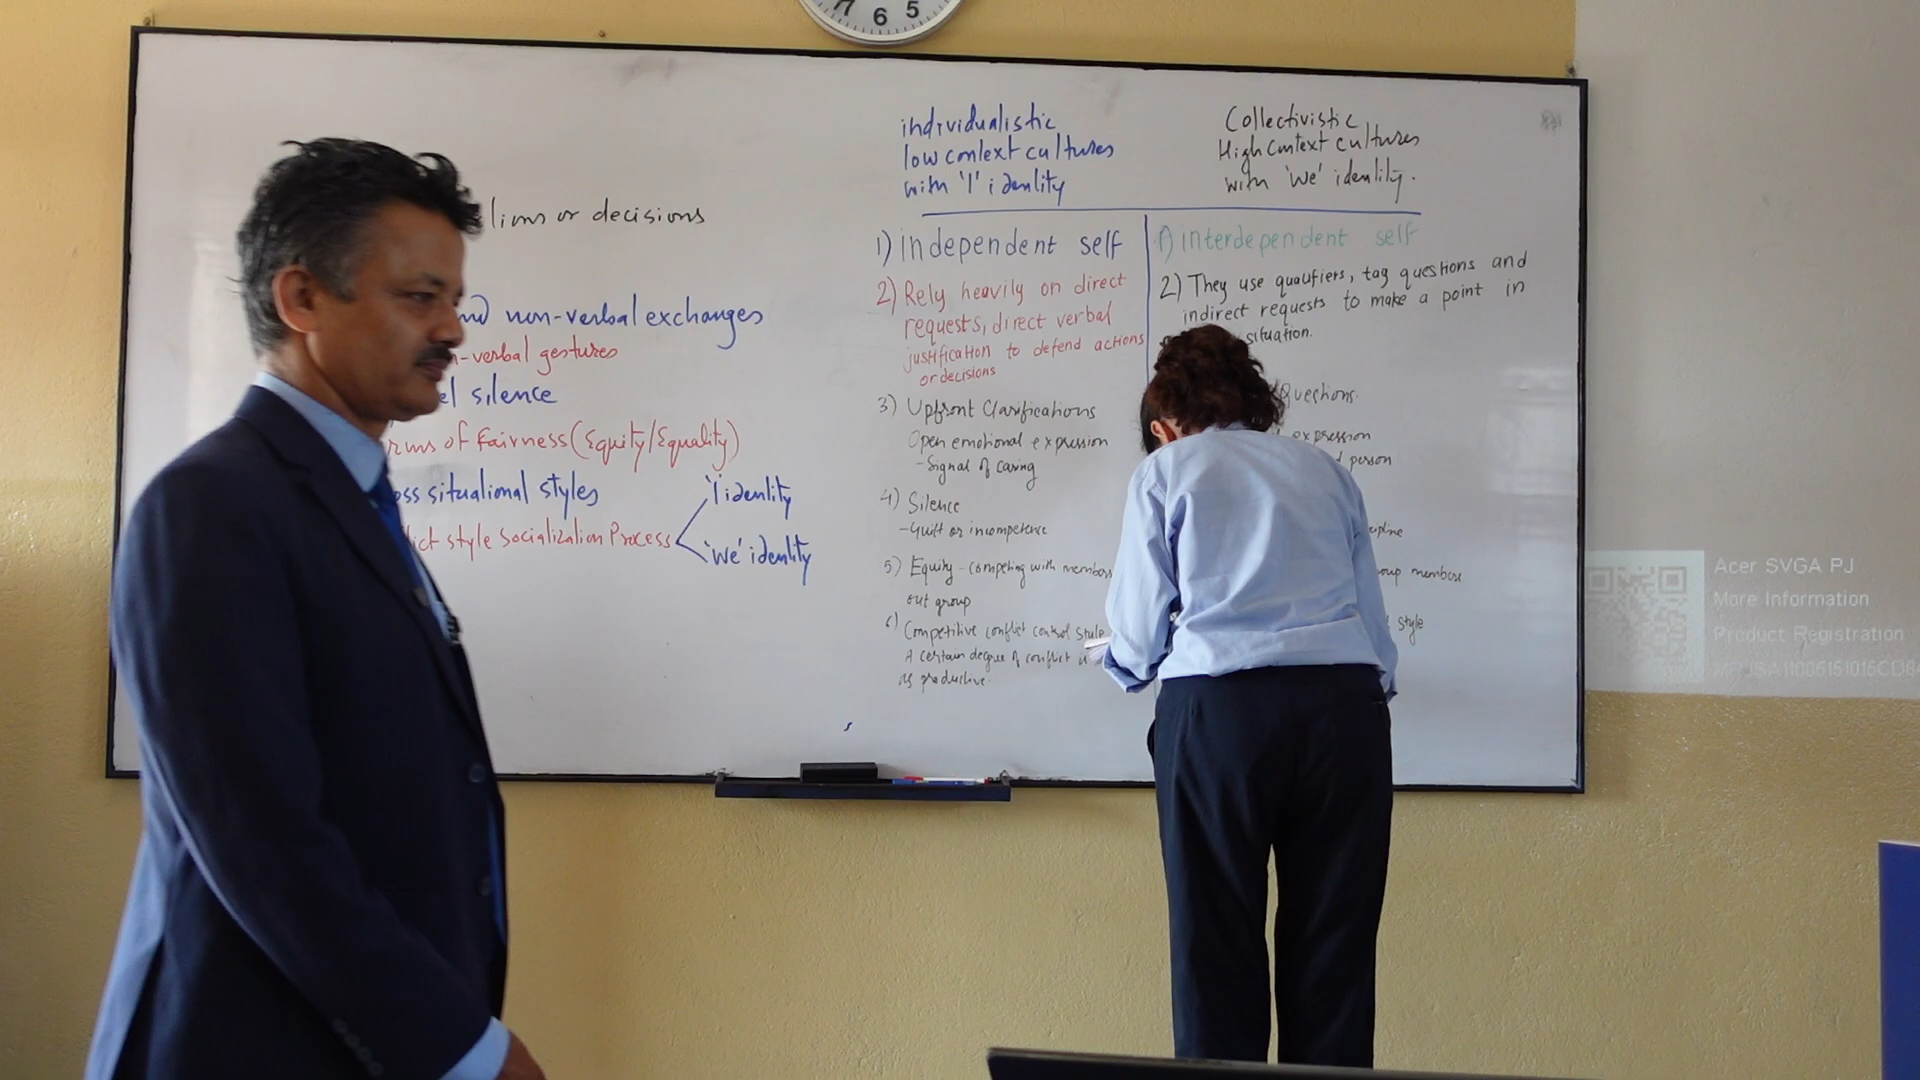 7 6 5
lions or decisions
nd non-verbal exchanges
n-verbal gestures
el silence
rms of Fairness (Equity/Equality)
oss situational styles
lict style Socialization Process
'I' identity
'We' identity
individualistic
low context cultures
with 'I' identity
1) independent self
2) Rely heavily on direct
requests, direct verbal
justification to defend actions
or decisions
3) Upfront Clarifications
Open emotional expression
- Signal of caring
4) Silence
- Guilt or incompetence
5) Equity - competing with members
out group
6) Competitive conflict control style
A certain degree of conflict is
as productive.
Collectivistic
High Context cultures
with 'We' identity.
1) interdependent self
2) They use qualifiers, tag questions and
indirect requests to make a point in
situation.
Questions.
expression
d person
cipline
oup members
style
Acer SVGA PJ
More Information
Product Registration